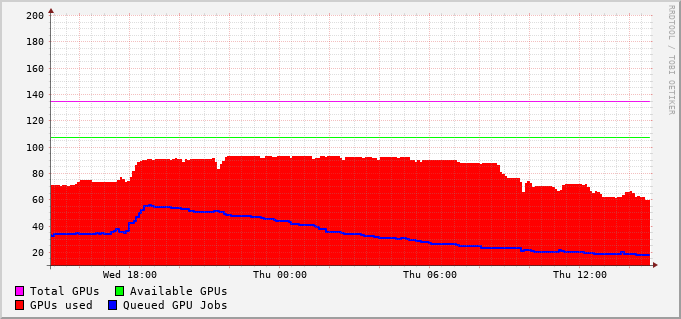 200
180
160
140
120
100
80
60
40
20
Wed 18:00 Thu 00:00 Thu 06:00 Thu 12:00
Total GPUs Available GPUs
GPUs used Queued GPU Jobs
RRDTOOL / TOBI OETIKER